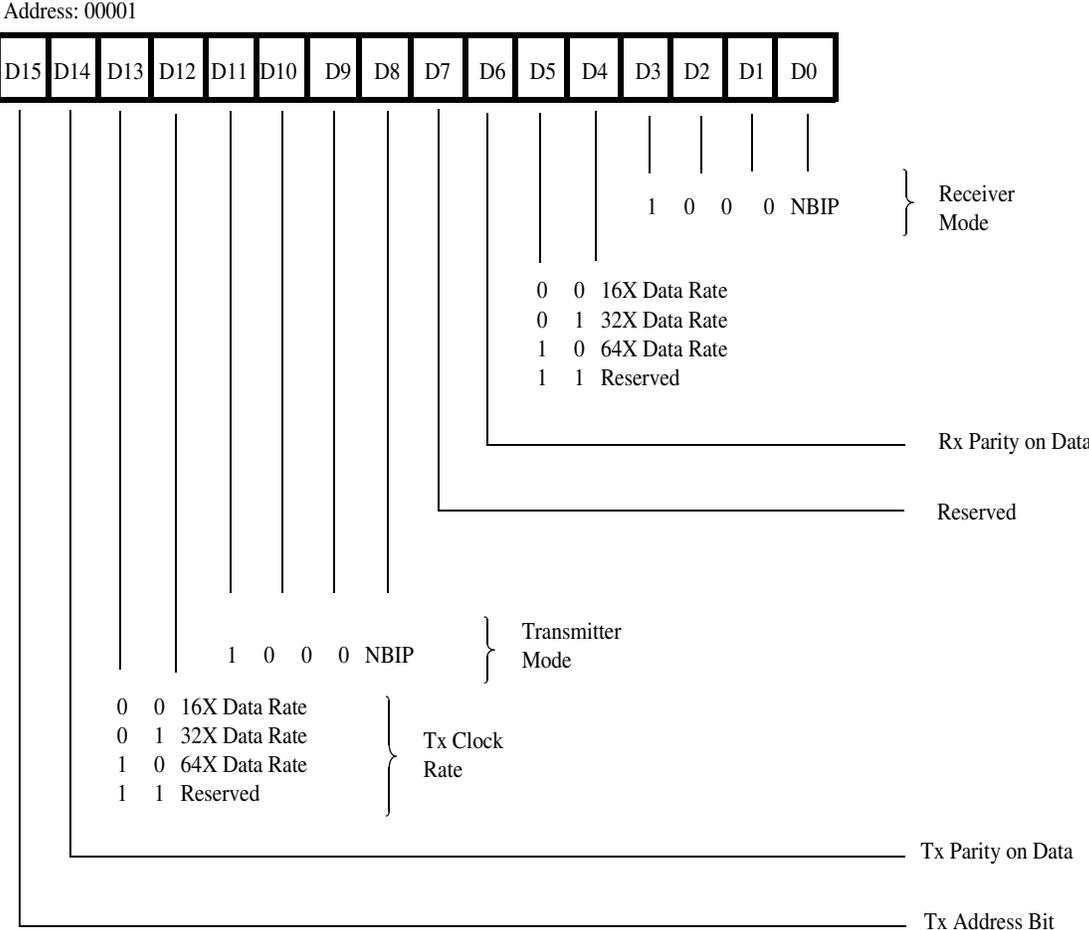 Address: 00001
D15 D14 D13 D12 D11 D10 D9 D8 D7 D6 D5 D4 D3 D2 D1 D0
1 0 0 0 NBIP
Receiver
Mode
0 0 16X Data Rate
0 1 32X Data Rate
1 0 64X Data Rate
1 1 Reserved
Rx Parity on Data
Reserved
1 0 0 0 NBIP
Transmitter
Mode
0 0 16X Data Rate
0 1 32X Data Rate
1 0 64X Data Rate
1 1 Reserved
Tx Clock
Rate
Tx Parity on Data
Tx Address Bit